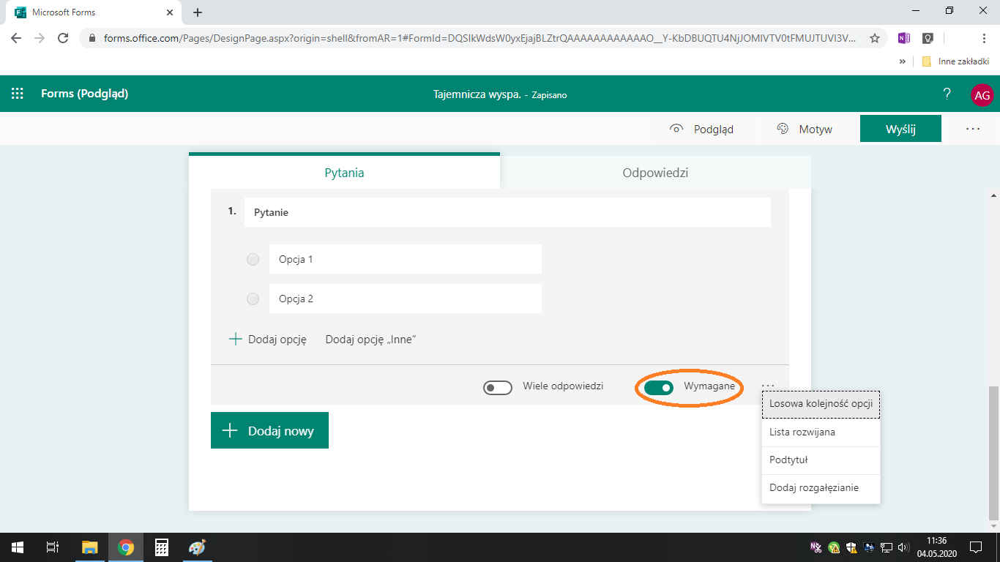 Microsoft Forms
forms.office.com/Pages/DesignPage.aspx?origin=shell&fromAR=1#FormId=DQSIkWdsW0yxEjajBLZtrQAAAAAAAAAAAAO__Y-KbDBUQTU4NjJOMlVTV0tFMUJTUVI3V...
» Inne zakładki
Forms (Podgląd) Tajemnicza wyspa. - Zapisano ? AG
Podgląd Motyw Wyślij ...
Pytania Odpowiedzi
1. Pytanie
Opcja 1
Opcja 2
Dodaj opcję Dodaj opcję „Inne”
Wiele odpowiedzi Wymagane ...
Losowa kolejność opcji
Dodaj nowy Lista rozwijana
Podtytuł
Dodaj rozgałęzianie
11:36
04.05.2020